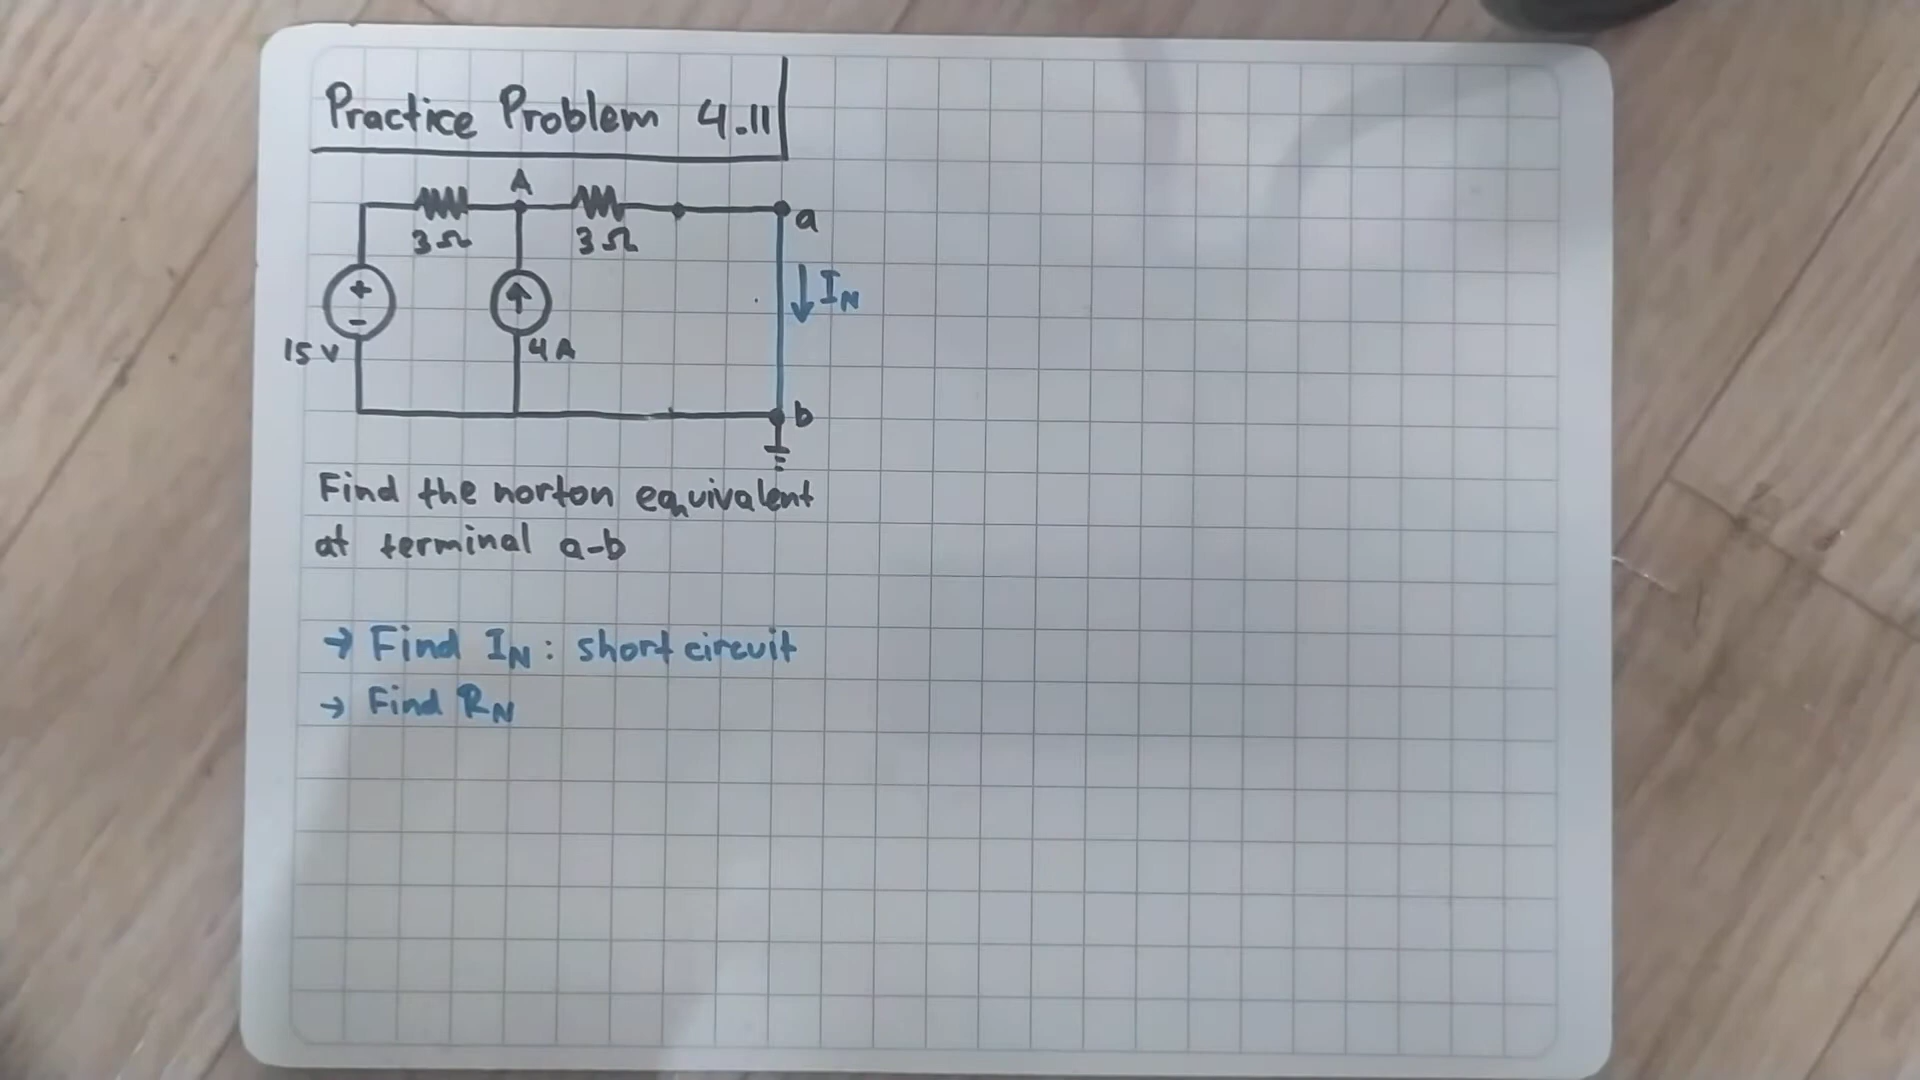 Practice Problem 4.11
A
3Ω 3Ω a
+
-
I_N
15 V 4 A
b
Find the norton equivalent
at terminal a-b
→ Find I_N : short circuit
→ Find R_N